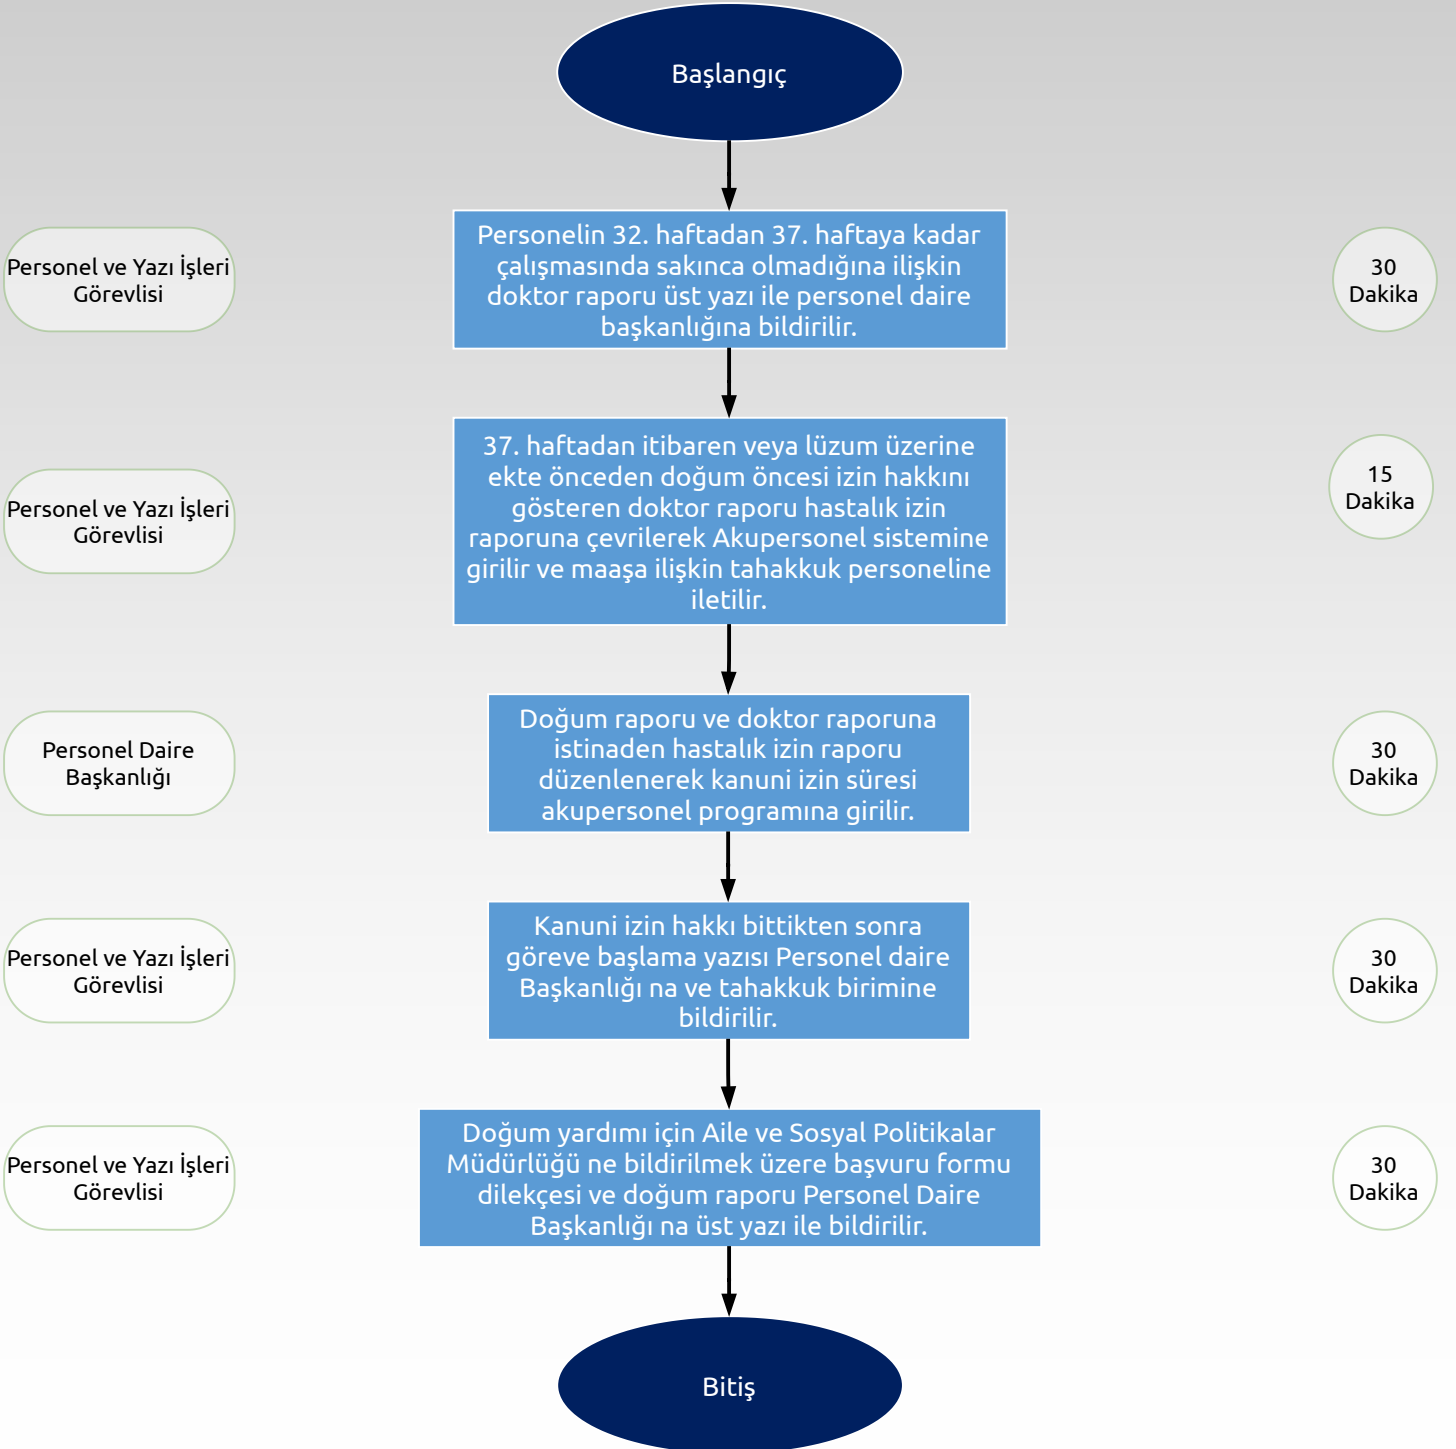 Başlangıç
Personel ve Yazı İşleri
Görevlisi
Personelin 32. haftadan 37. haftaya kadar
çalışmasında sakınca olmadığına ilişkin
doktor raporu üst yazı ile personel daire
başkanlığına bildirilir.
30
Dakika
Personel ve Yazı İşleri
Görevlisi
37. haftadan itibaren veya lüzum üzerine
ekte önceden doğum öncesi izin hakkını
gösteren doktor raporu hastalık izin
raporuna çevrilerek Akupersonel sistemine
girilir ve maaşa ilişkin tahakkuk personeline
iletilir.
15
Dakika
Personel Daire
Başkanlığı
Doğum raporu ve doktor raporuna
istinaden hastalık izin raporu
düzenlenerek kanuni izin süresi
akupersonel programına girilir.
30
Dakika
Personel ve Yazı İşleri
Görevlisi
Kanuni izin hakkı bittikten sonra
göreve başlama yazısı Personel daire
Başkanlığı na ve tahakkuk birimine
bildirilir.
30
Dakika
Personel ve Yazı İşleri
Görevlisi
Doğum yardımı için Aile ve Sosyal Politikalar
Müdürlüğü ne bildirilmek üzere başvuru formu
dilekçesi ve doğum raporu Personel Daire
Başkanlığı na üst yazı ile bildirilir.
30
Dakika
Bitiş